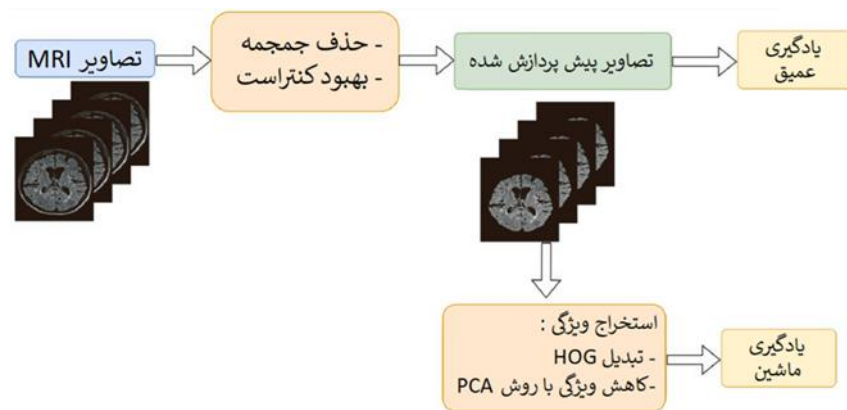 تصاویر MRI
- حذف جمجمه
- بهبود کنتراست
تصاویر پیش پردازش شده
یادگیری
عمیق
استخراج ویژگی :
- تبدیل HOG
-کاهش ویژگی با روش PCA
یادگیری
ماشین